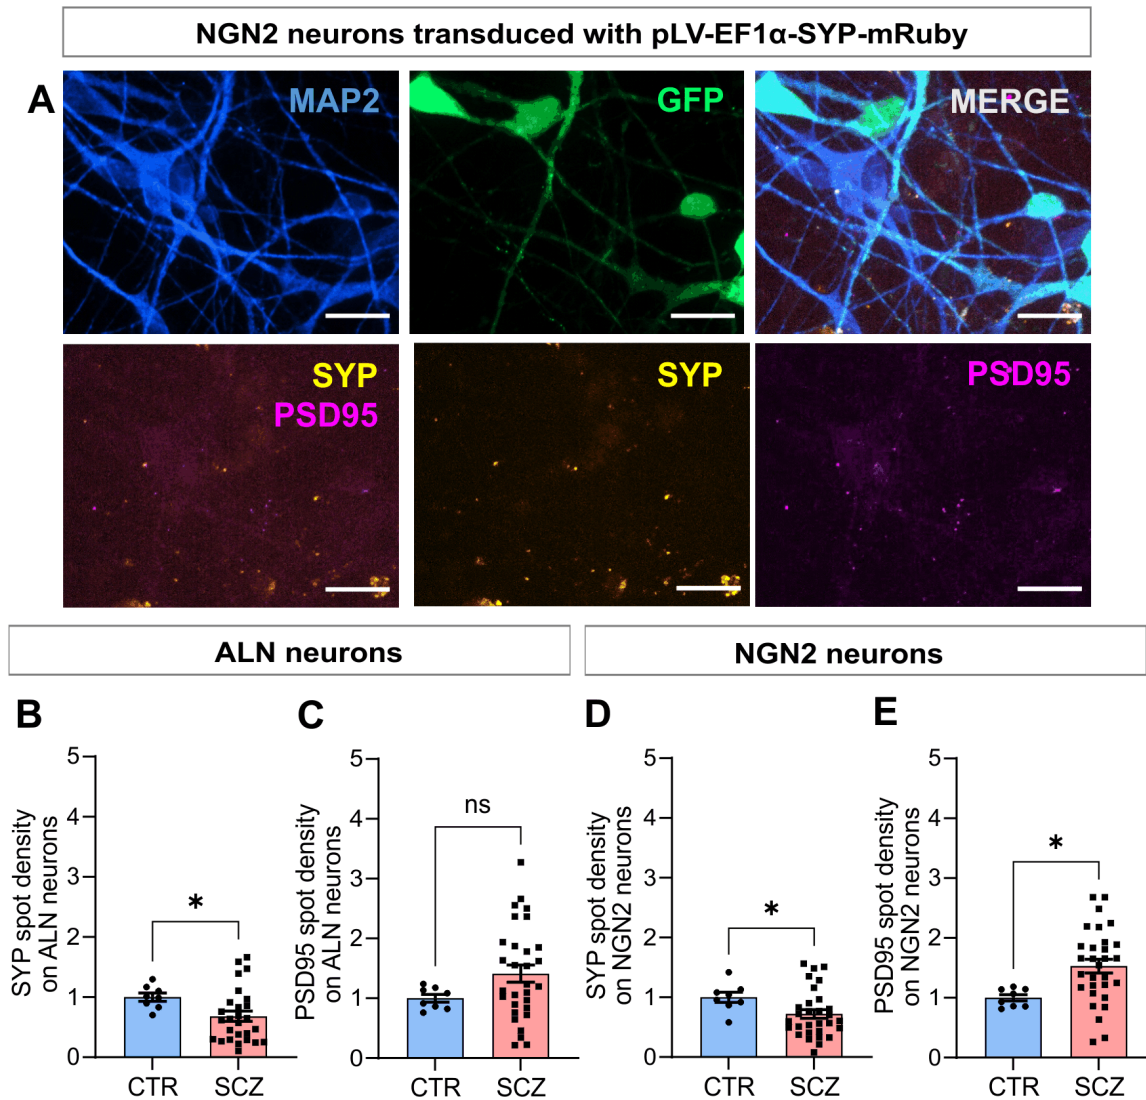 NGN2 neurons transduced with pLV-EF1α-SYP-mRuby
A
MAP2
GFP
MERGE
SYP
PSD95
SYP
PSD95
ALN neurons
NGN2 neurons
B
SYP spot density
on ALN neurons
5
4
3
2
1
0
*
CTR
SCZ
C
PSD95 spot density
on ALN neurons
5
4
3
2
1
0
ns
CTR
SCZ
D
SYP spot density
on NGN2 neurons
5
4
3
2
1
0
*
CTR
SCZ
E
PSD95 spot density
on NGN2 neurons
5
4
3
2
1
0
*
CTR
SCZ